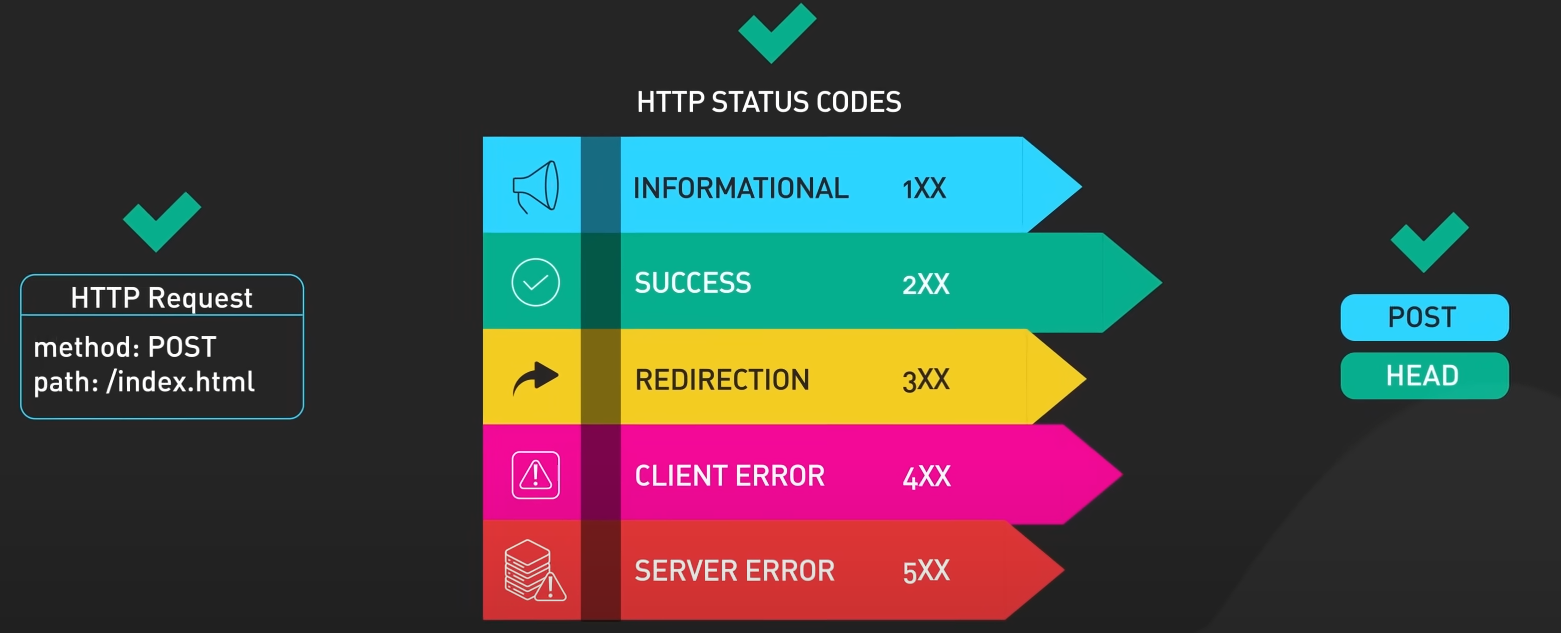 HTTP STATUS CODES
HTTP Request
method: POST
path: /index.html
INFORMATIONAL 1XX
SUCCESS 2XX
REDIRECTION 3XX
CLIENT ERROR 4XX
SERVER ERROR 5XX
POST
HEAD